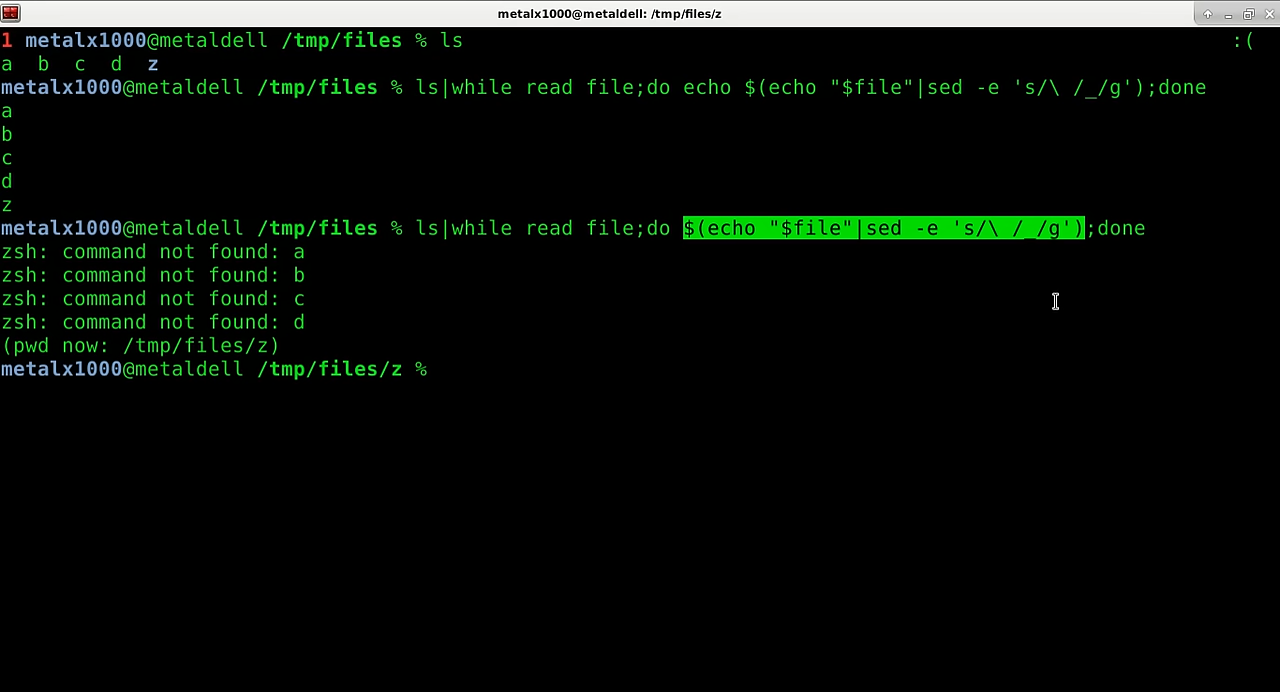 metalx1000@metaldell: /tmp/files/z
1 metalx1000@metaldell /tmp/files % ls :(
a b c d z
metalx1000@metaldell /tmp/files % ls|while read file;do echo $(echo "$file"|sed -e 's/\ /_/g');done
a
b
c
d
z
metalx1000@metaldell /tmp/files % ls|while read file;do $(echo "$file"|sed -e 's/\ /_/g');done
zsh: command not found: a
zsh: command not found: b
zsh: command not found: c
zsh: command not found: d
(pwd now: /tmp/files/z)
metalx1000@metaldell /tmp/files/z %